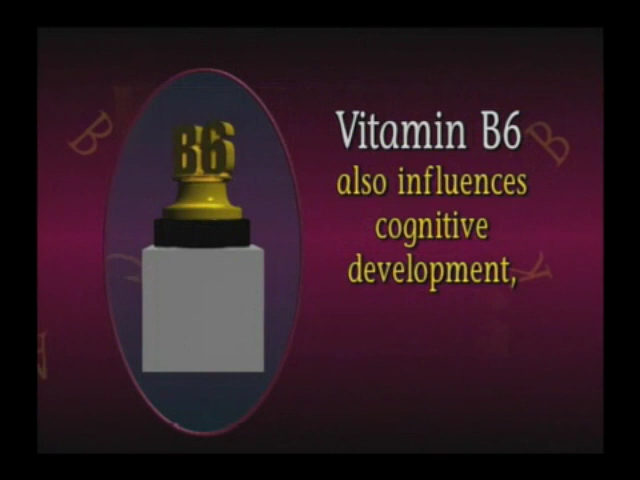 B6
Vitamin B6
also influences
cognitive
development,
B
B